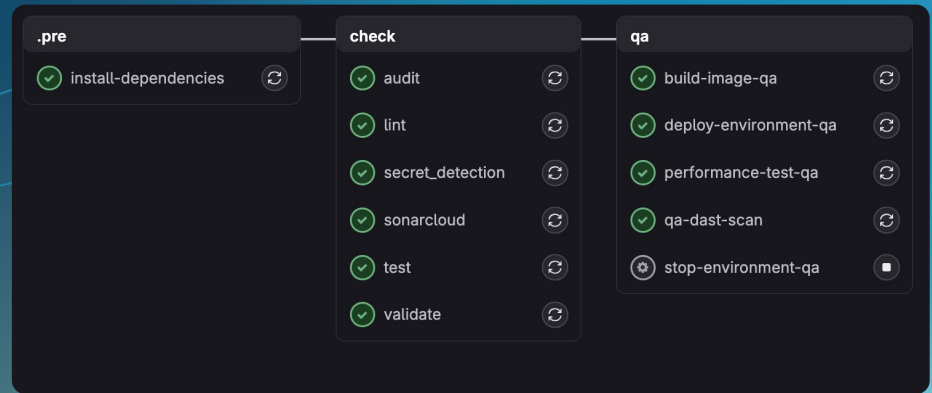 .pre
install-dependencies
check
audit
lint
secret_detection
sonarcloud
test
validate
qa
build-image-qa
deploy-environment-qa
performance-test-qa
qa-dast-scan
stop-environment-qa